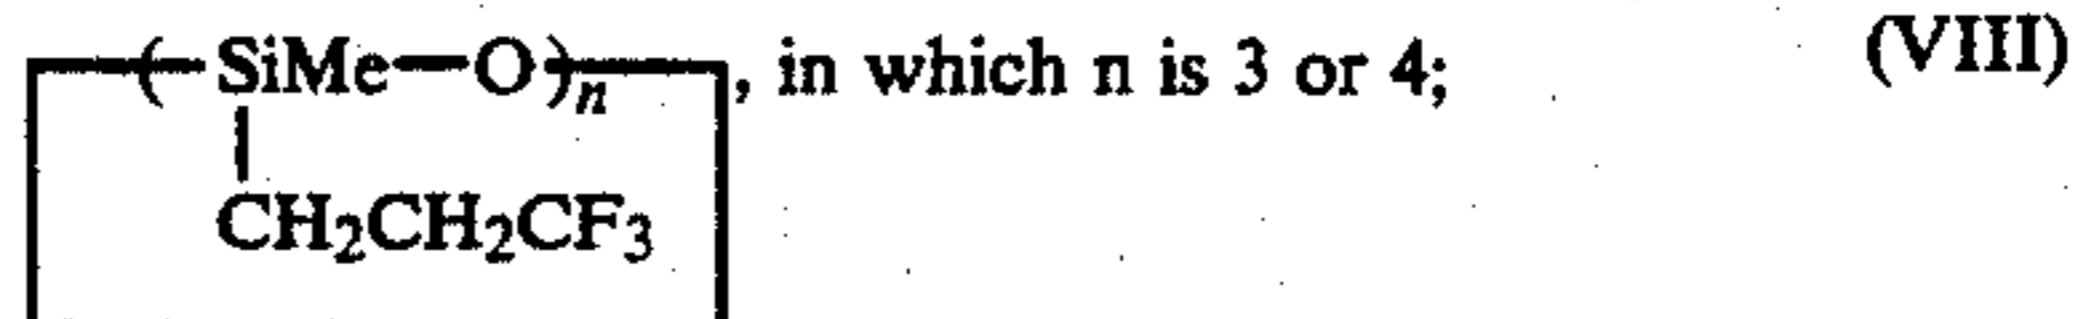 ( SiMe—O )n , in which n is 3 or 4; (VIII)
CH2CH2CF3